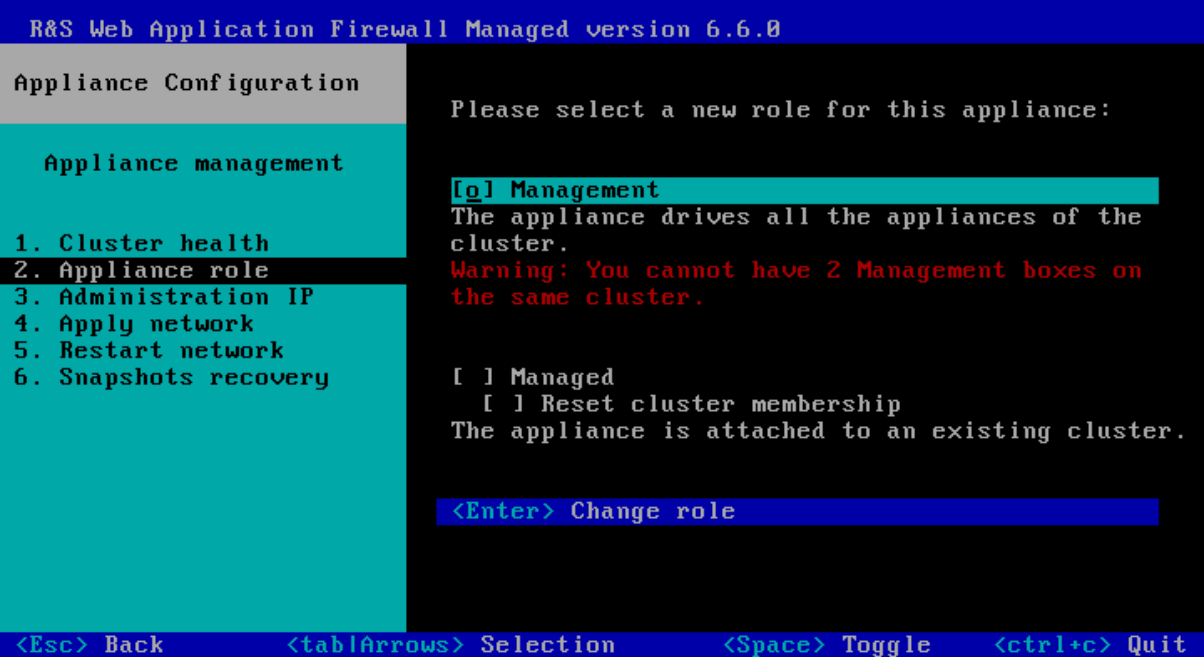 R&S Web Application Firewall Managed version 6.6.0
Appliance Configuration
Appliance management
1. Cluster health
2. Appliance role
3. Administration IP
4. Apply network
5. Restart network
6. Snapshots recovery
Please select a new role for this appliance:
[o] Management
The appliance drives all the appliances of the
cluster.
Warning: You cannot have 2 Management boxes on
the same cluster.
[ ] Managed
[ ] Reset cluster membership
The appliance is attached to an existing cluster.
<Enter> Change role
<Esc> Back <tab|Arrows> Selection <Space> Toggle <ctrl+c> Quit